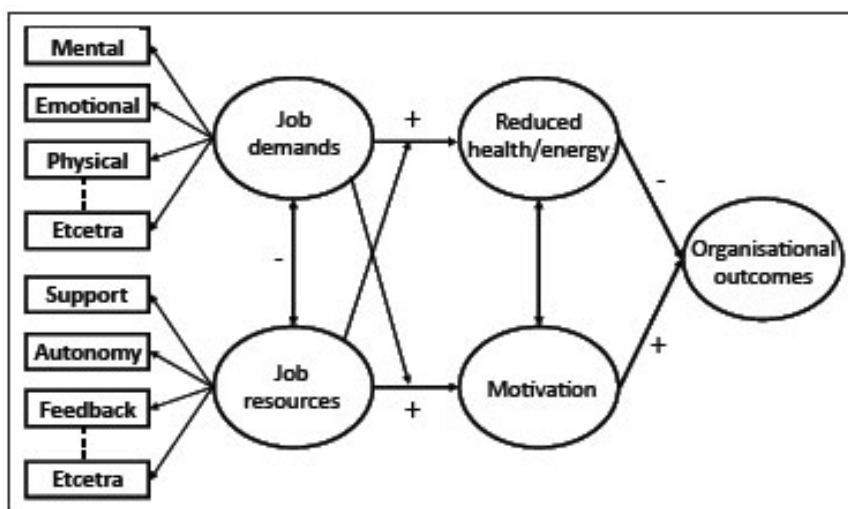 Mental
Emotional
Physical
Etcetra
Support
Autonomy
Feedback
Etcetra
Job
demands
+
Reduced
health/energy
-
-
Organisational
outcomes
Job
resources
+
Motivation
+